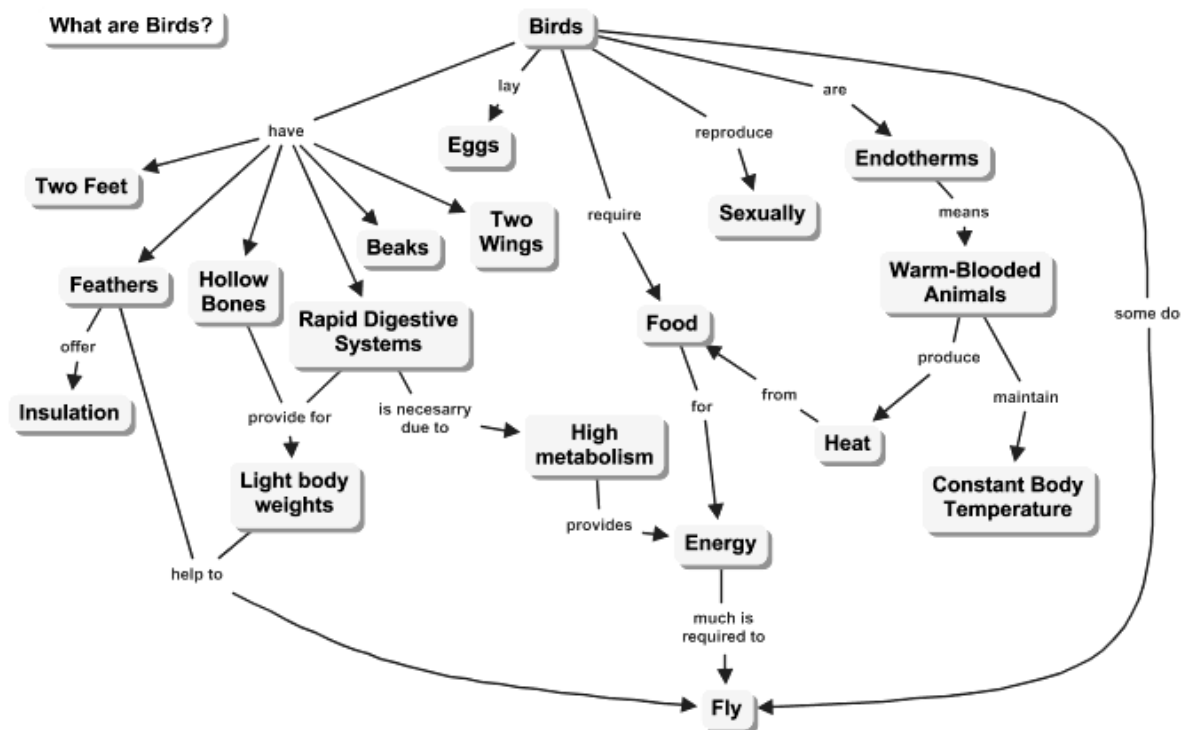 What are Birds?
Birds
lay
are
have
reproduce
Eggs
Endotherms
Two Feet
require
Sexually
means
Two
Wings
Beaks
Feathers
Hollow
Bones
Warm-Blooded
Animals
Rapid Digestive
Systems
Food
some do
offer
produce
from
maintain
Insulation
provide for
is necesarry
due to
for
High
metabolism
Heat
Light body
weights
Constant Body
Temperature
provides
Energy
help to
much is
required to
Fly